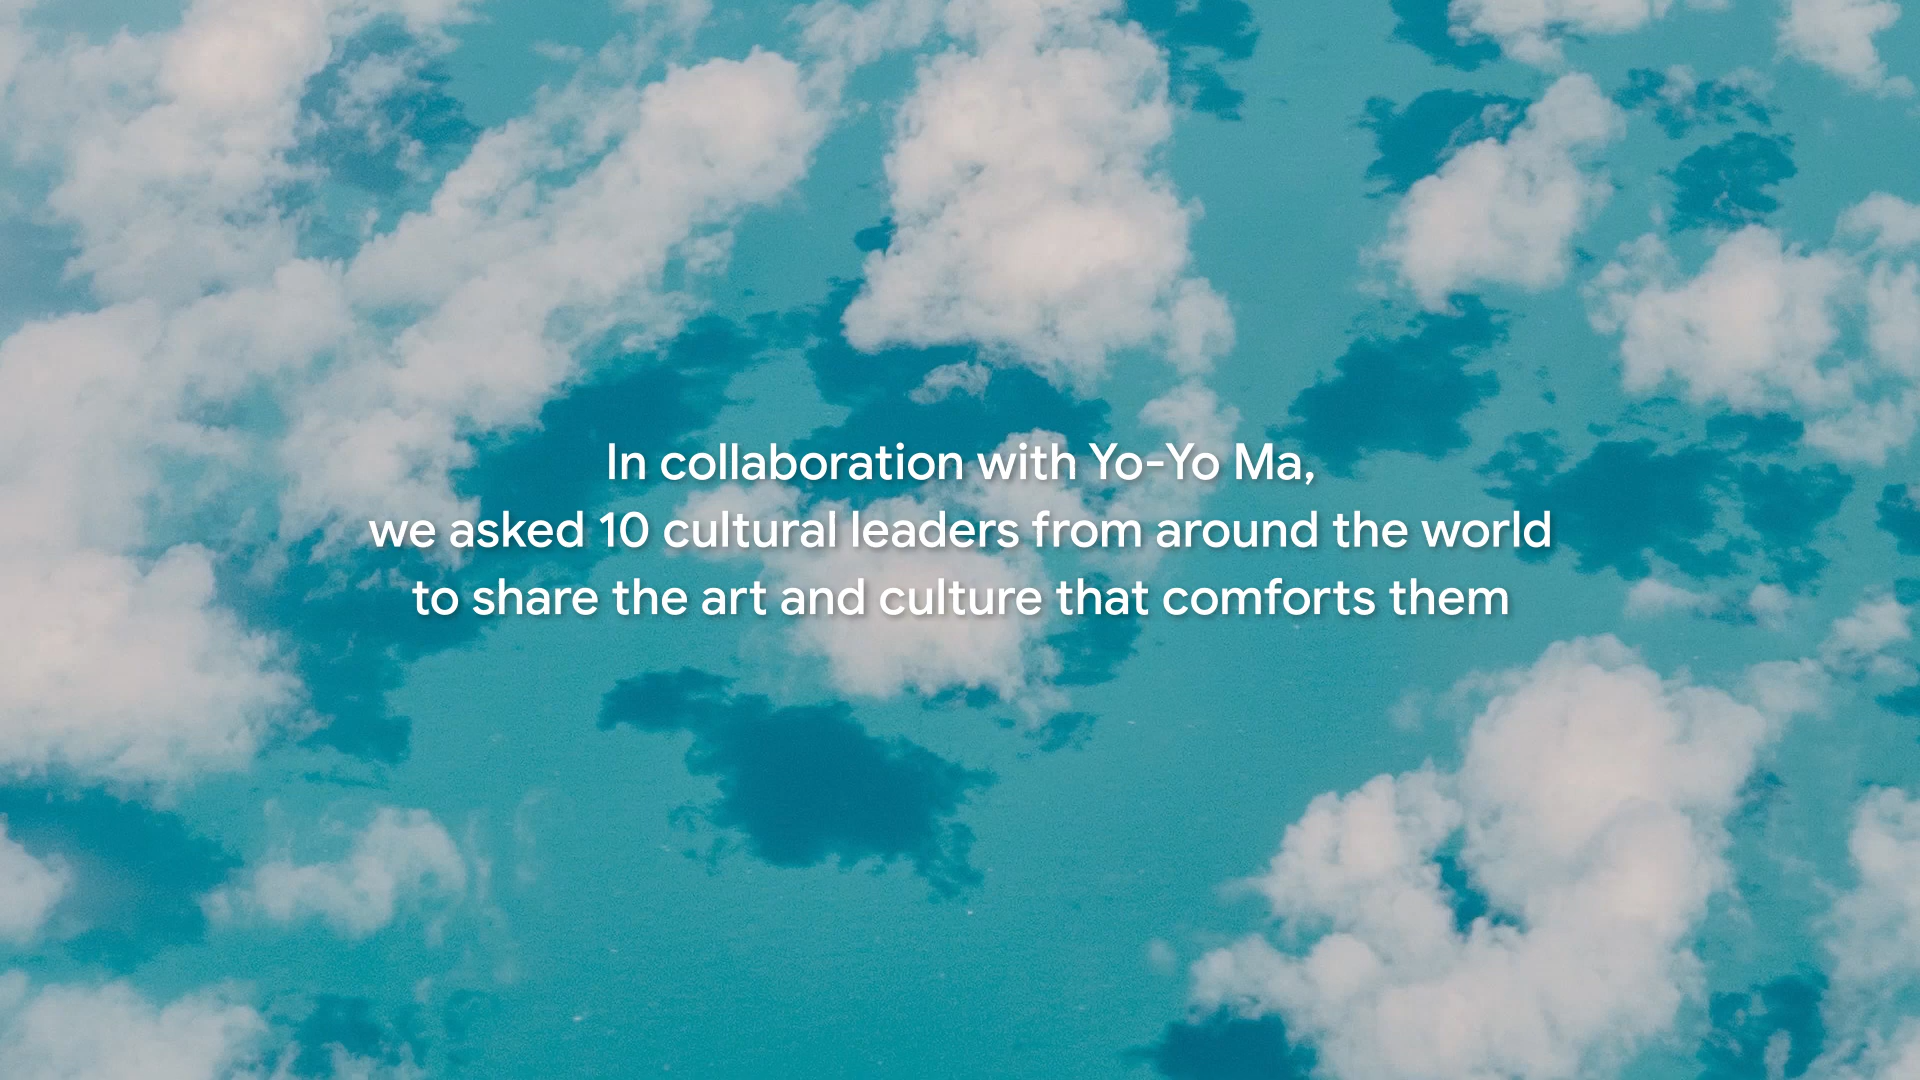 In collaboration with Yo-Yo Ma,
we asked 10 cultural leaders from around the world
to share the art and culture that comforts them